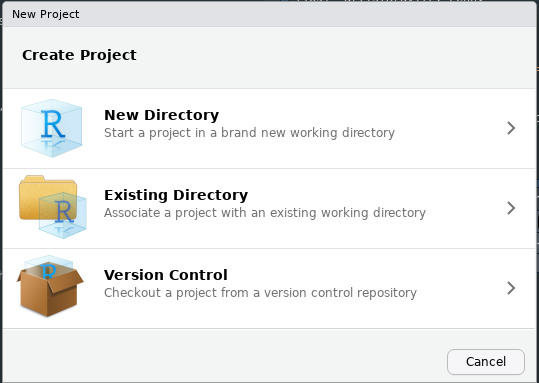 New Project
Create Project
R
New Directory
Start a project in a brand new working directory
R
Existing Directory
Associate a project with an existing working directory
R
Version Control
Checkout a project from a version control repository
Cancel